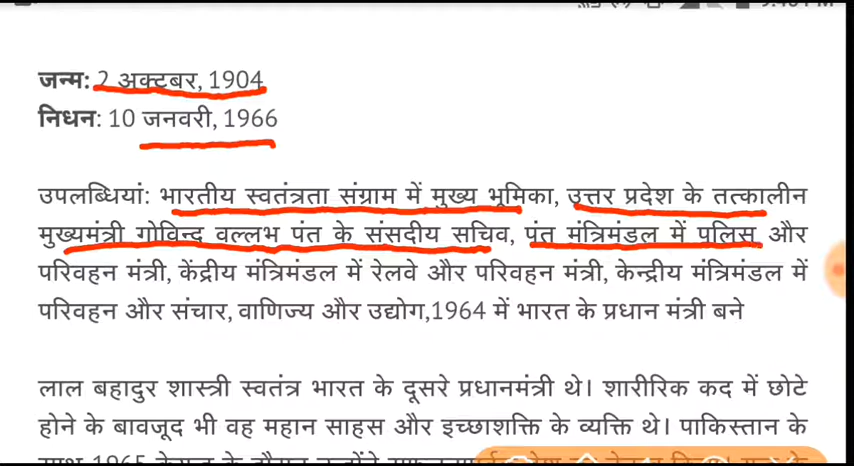 जन्म: 2 अक्टबर, 1904
निधन: 10 जनवरी, 1966
उपलब्धियां: भारतीय स्वतंत्रता संग्राम में मुख्य भूमिका, उत्तर प्रदेश के तत्कालीन
मुख्यमंत्री गोविन्द वल्लभ पंत के संसदीय सचिव, पंत मंत्रिमंडल में पलिस और
परिवहन मंत्री, केंद्रीय मंत्रिमंडल में रेलवे और परिवहन मंत्री, केन्द्रीय मंत्रिमंडल में
परिवहन और संचार, वाणिज्य और उद्योग,1964 में भारत के प्रधान मंत्री बने
लाल बहादुर शास्त्री स्वतंत्र भारत के दूसरे प्रधानमंत्री थे। शारीरिक कद में छोटे
होने के बावजूद भी वह महान साहस और इच्छाशक्ति के व्यक्ति थे। पाकिस्तान के